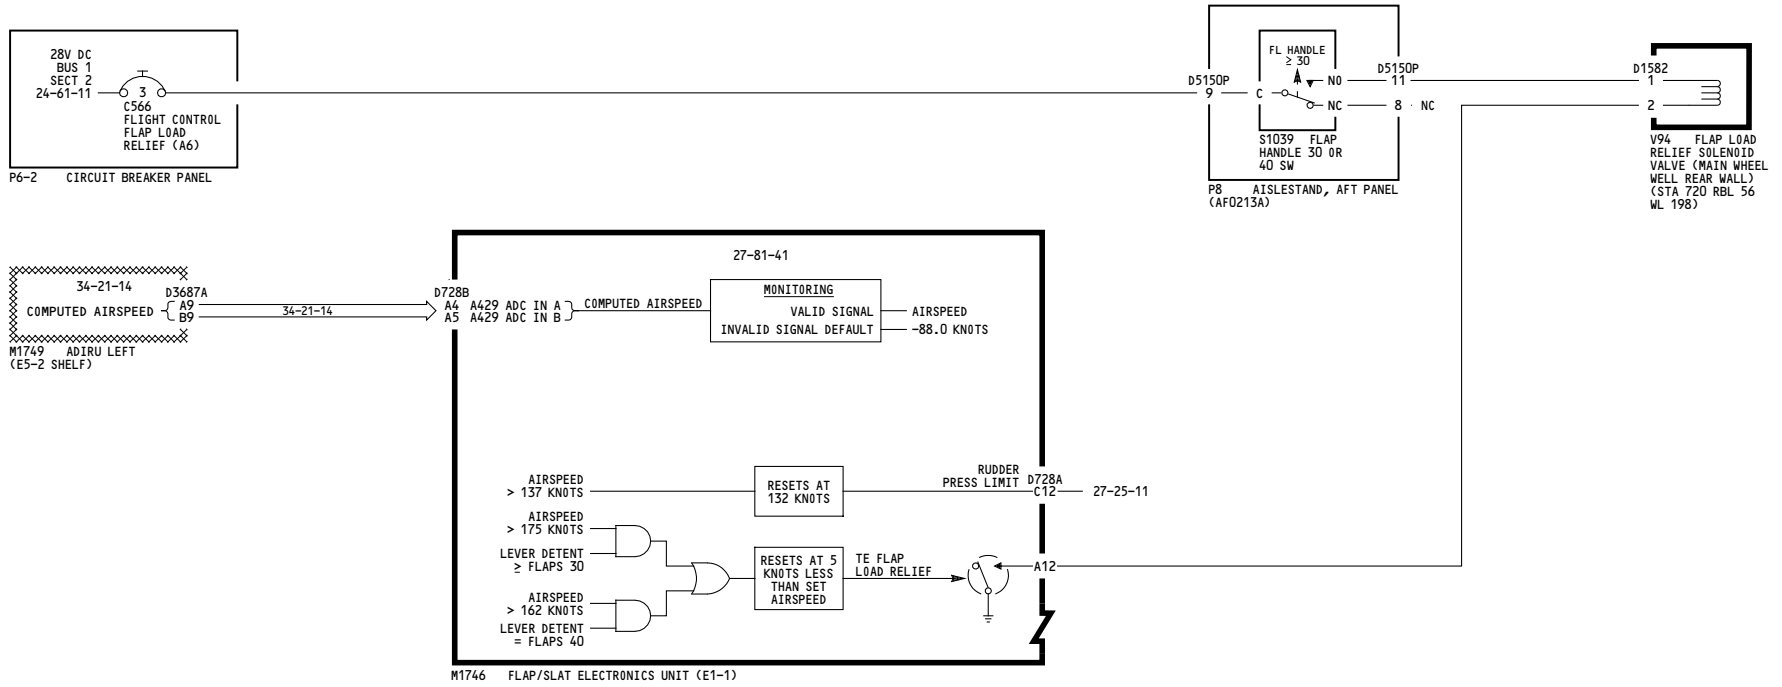 28V DC
BUS 1
SECT 2
24-61-11
3
C566
FLIGHT CONTROL
FLAP LOAD
RELIEF (A6)
P6-2 CIRCUIT BREAKER PANEL
D5150P
9
C
FL HANDLE
≥ 30
NO
NC
S1039 FLAP
HANDLE 30 OR
40 SW
D5150P
11
8
NC
P8 AISLESTAND, AFT PANEL
(AF0213A)
D1582
1
2
V94 FLAP LOAD
RELIEF SOLENOID
VALVE (MAIN WHEEL
WELL REAR WALL)
(STA 720 RBL 56
WL 198)
34-21-14
COMPUTED AIRSPEED
D3687A
A9
B9
M1749 ADIRU LEFT
(E5-2 SHELF)
34-21-14
D728B
A4 A429 ADC IN A
A5 A429 ADC IN B
COMPUTED AIRSPEED
27-81-41
MONITORING
VALID SIGNAL
INVALID SIGNAL DEFAULT
AIRSPEED
-88.0 KNOTS
AIRSPEED
> 137 KNOTS
RESETS AT
132 KNOTS
RUDDER
PRESS LIMIT
D728A
C12
27-25-11
AIRSPEED
> 175 KNOTS
LEVER DETENT
≥ FLAPS 30
AIRSPEED
> 162 KNOTS
LEVER DETENT
= FLAPS 40
RESETS AT 5
KNOTS LESS
THAN SET
AIRSPEED
TE FLAP
LOAD RELIEF
A12
M1746 FLAP/SLAT ELECTRONICS UNIT (E1-1)